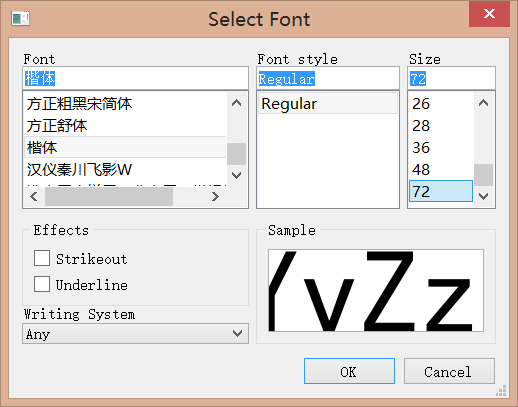 Select Font
Font
Font style
Size
楷体
Regular
72
方正粗黑宋简体
方正舒体
楷体
汉仪秦川飞影W
Regular
26
28
36
48
72
Effects
Strikeout
Underline
Sample
YvZz
Writing System
Any
OK
Cancel